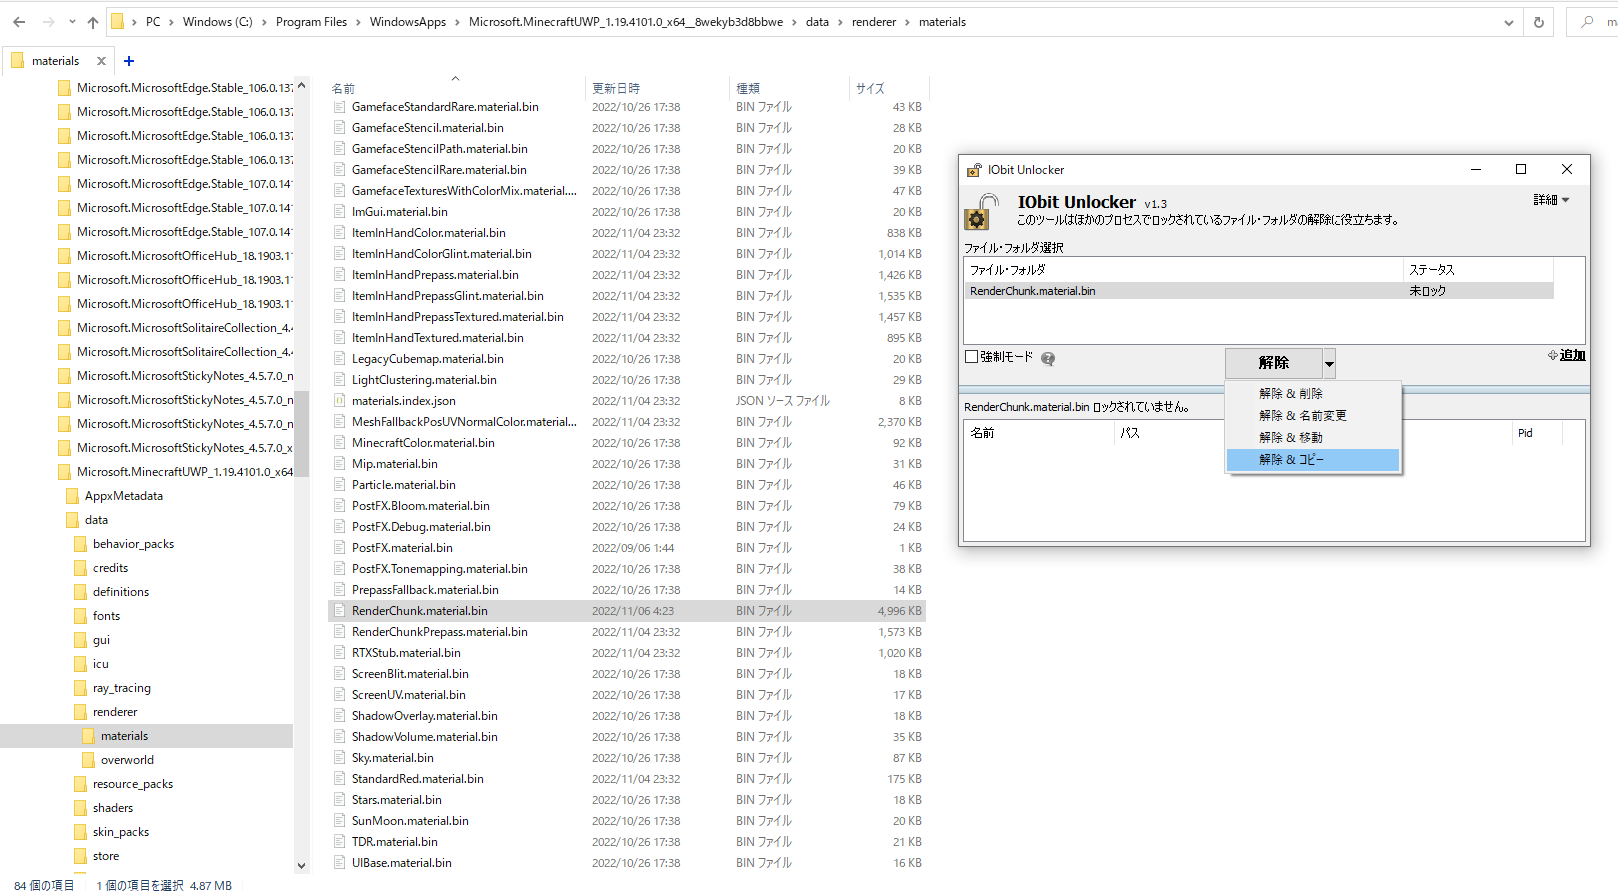 PC > Windows (C:) > Program Files > WindowsApps > Microsoft.MinecraftUWP_1.19.4101.0_x64__8wekyb3d8bbwe > data > renderer > materials
materials
Microsoft.MicrosoftEdge.Stable_106.0.137
Microsoft.MicrosoftEdge.Stable_106.0.137
Microsoft.MicrosoftEdge.Stable_106.0.137
Microsoft.MicrosoftEdge.Stable_106.0.137
Microsoft.MicrosoftEdge.Stable_107.0.141
Microsoft.MicrosoftEdge.Stable_107.0.141
Microsoft.MicrosoftEdge.Stable_107.0.141
Microsoft.MicrosoftOfficeHub_18.1903.11
Microsoft.MicrosoftOfficeHub_18.1903.11
Microsoft.MicrosoftOfficeHub_18.1903.11
Microsoft.MicrosoftSolitaireCollection_4.4
Microsoft.MicrosoftSolitaireCollection_4.4
Microsoft.MicrosoftStickyNotes_4.5.7.0_n
Microsoft.MicrosoftStickyNotes_4.5.7.0_n
Microsoft.MicrosoftStickyNotes_4.5.7.0_n
Microsoft.MicrosoftStickyNotes_4.5.7.0_x
Microsoft.MinecraftUWP_1.19.4101.0_x64
AppxMetadata
data
behavior_packs
credits
definitions
fonts
gui
icu
ray_tracing
renderer
materials
overworld
resource_packs
shaders
skin_packs
store
名前 更新日時 種類 サイズ
GamefaceStandardRare.material.bin 2022/10/26 17:38 BIN ファイル 43 KB
GamefaceStencil.material.bin 2022/10/26 17:38 BIN ファイル 28 KB
GamefaceStencilPath.material.bin 2022/10/26 17:38 BIN ファイル 20 KB
GamefaceStencilRare.material.bin 2022/10/26 17:38 BIN ファイル 39 KB
GamefaceTexturesWithColorMix.material.... 2022/10/26 17:38 BIN ファイル 47 KB
ImGui.material.bin 2022/10/26 17:38 BIN ファイル 20 KB
ItemInHandColor.material.bin 2022/11/04 23:32 BIN ファイル 838 KB
ItemInHandColorGlint.material.bin 2022/11/04 23:32 BIN ファイル 1,014 KB
ItemInHandPrepass.material.bin 2022/11/04 23:32 BIN ファイル 1,426 KB
ItemInHandPrepassGlint.material.bin 2022/11/04 23:32 BIN ファイル 1,535 KB
ItemInHandPrepassTextured.material.bin 2022/11/04 23:32 BIN ファイル 1,457 KB
ItemInHandTextured.material.bin 2022/11/04 23:32 BIN ファイル 895 KB
LegacyCubemap.material.bin 2022/10/26 17:38 BIN ファイル 20 KB
LightClustering.material.bin 2022/10/26 17:38 BIN ファイル 29 KB
materials.index.json 2022/10/26 17:38 JSON ソース ファイル 8 KB
MeshFallbackPosUVNormalColor.material... 2022/11/04 23:32 BIN ファイル 2,370 KB
MinecraftColor.material.bin 2022/10/26 17:38 BIN ファイル 92 KB
Mip.material.bin 2022/10/26 17:38 BIN ファイル 31 KB
Particle.material.bin 2022/10/26 17:38 BIN ファイル 46 KB
PostFX.Bloom.material.bin 2022/10/26 17:38 BIN ファイル 79 KB
PostFX.Debug.material.bin 2022/10/26 17:38 BIN ファイル 24 KB
PostFX.material.bin 2022/09/06 1:44 BIN ファイル 1 KB
PostFX.Tonemapping.material.bin 2022/10/26 17:38 BIN ファイル 38 KB
PrepassFallback.material.bin 2022/10/26 17:38 BIN ファイル 14 KB
RenderChunk.material.bin 2022/11/06 4:23 BIN ファイル 4,996 KB
RenderChunkPrepass.material.bin 2022/11/04 23:32 BIN ファイル 1,573 KB
RTXStub.material.bin 2022/11/04 23:32 BIN ファイル 1,020 KB
ScreenBlit.material.bin 2022/10/26 17:38 BIN ファイル 18 KB
ScreenUV.material.bin 2022/10/26 17:38 BIN ファイル 17 KB
ShadowOverlay.material.bin 2022/10/26 17:38 BIN ファイル 18 KB
ShadowVolume.material.bin 2022/10/26 17:38 BIN ファイル 35 KB
Sky.material.bin 2022/10/26 17:38 BIN ファイル 87 KB
StandardRed.material.bin 2022/11/04 23:32 BIN ファイル 175 KB
Stars.material.bin 2022/10/26 17:38 BIN ファイル 18 KB
SunMoon.material.bin 2022/10/26 17:38 BIN ファイル 20 KB
TDR.material.bin 2022/10/26 17:38 BIN ファイル 21 KB
UIBase.material.bin 2022/10/26 17:38 BIN ファイル 16 KB
84 個の項目 1 個の項目を選択 4.87 MB
IObit Unlocker
IObit Unlocker v1.3 詳細
このツールはほかのプロセスでロックされているファイル・フォルダの解除に役立ちます。
ファイル・フォルダ選択
ファイル・フォルダ ステータス
RenderChunk.material.bin 未ロック
強制モード 解除 追加
解除 & 削除
解除 & 名前変更
解除 & 移動
解除 & コピー
RenderChunk.material.bin ロックされていません。
名前 パス Pid